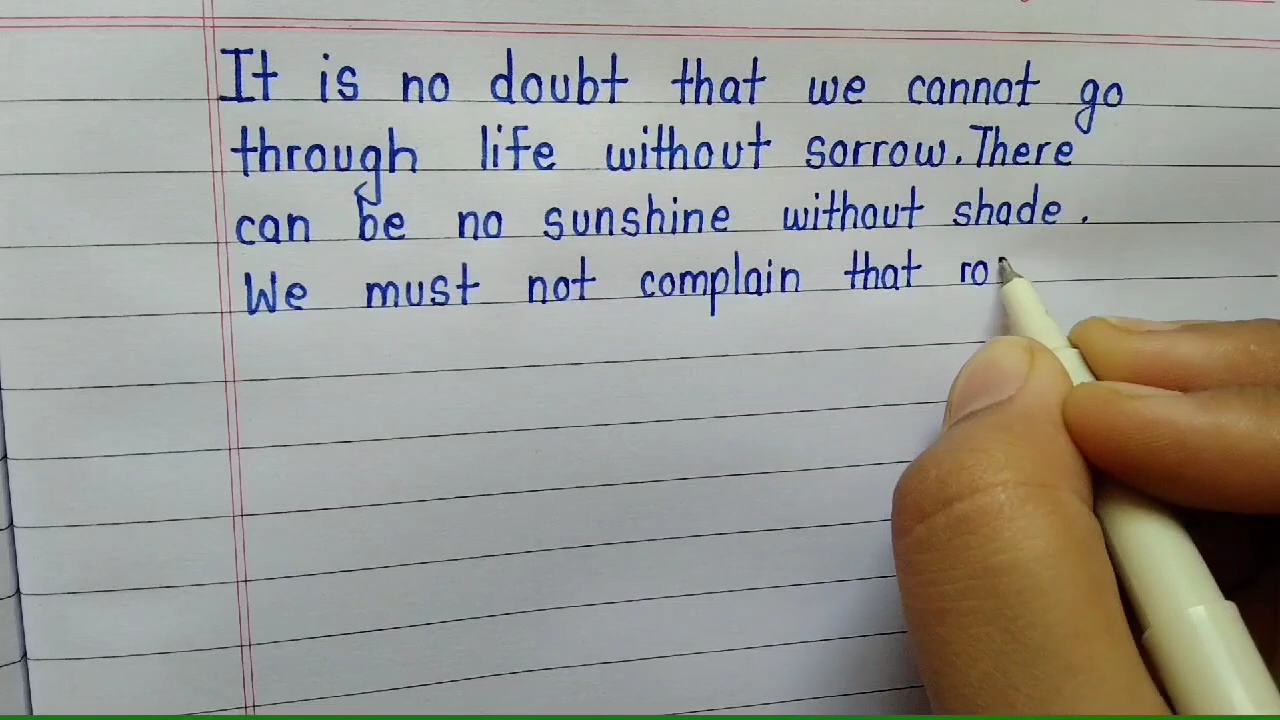 It is no doubt that we cannot go
through life without sorrow. There
can be no sunshine without shade.
We must not complain that ro